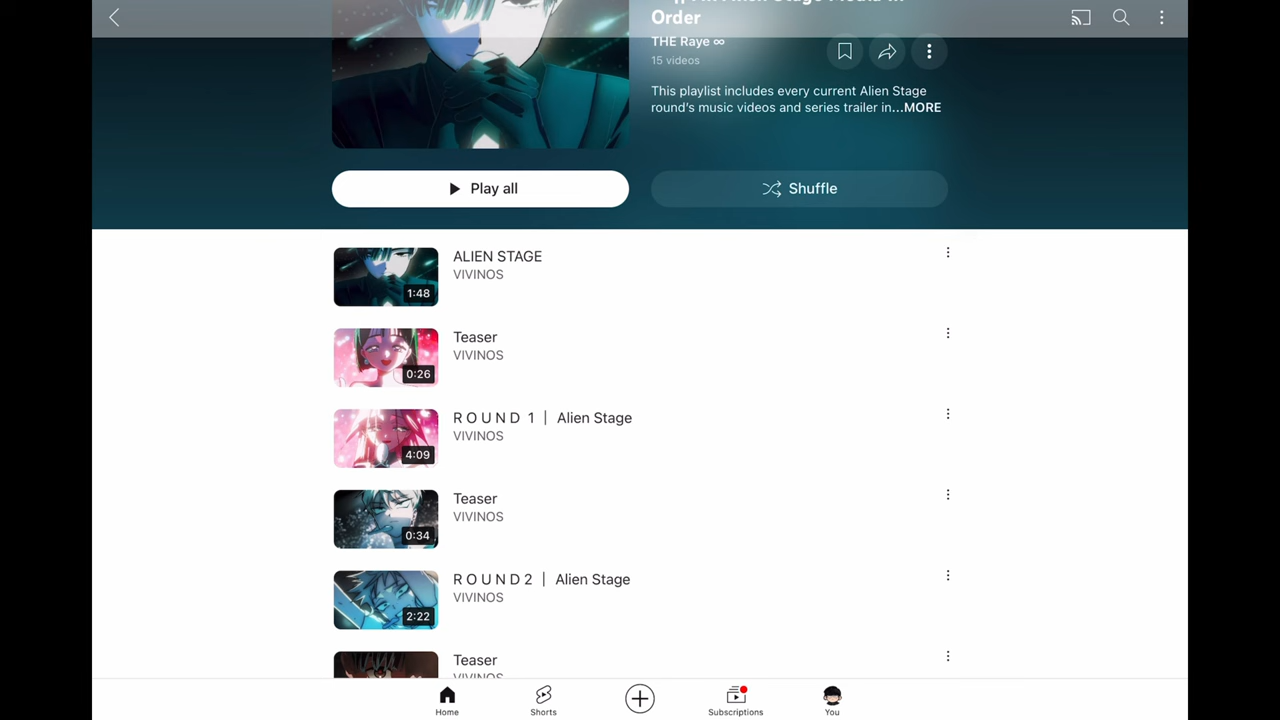 Order
THE Raye ∞
15 videos
This playlist includes every current Alien Stage
round's music videos and series trailer in...MORE
Play all
Shuffle
ALIEN STAGE
VIVINOS
1:48
Teaser
VIVINOS
0:26
R O U N D 1 | Alien Stage
VIVINOS
4:09
Teaser
VIVINOS
0:34
R O U N D 2 | Alien Stage
VIVINOS
2:22
Teaser
VIVINOS
Home
Shorts
Subscriptions
You